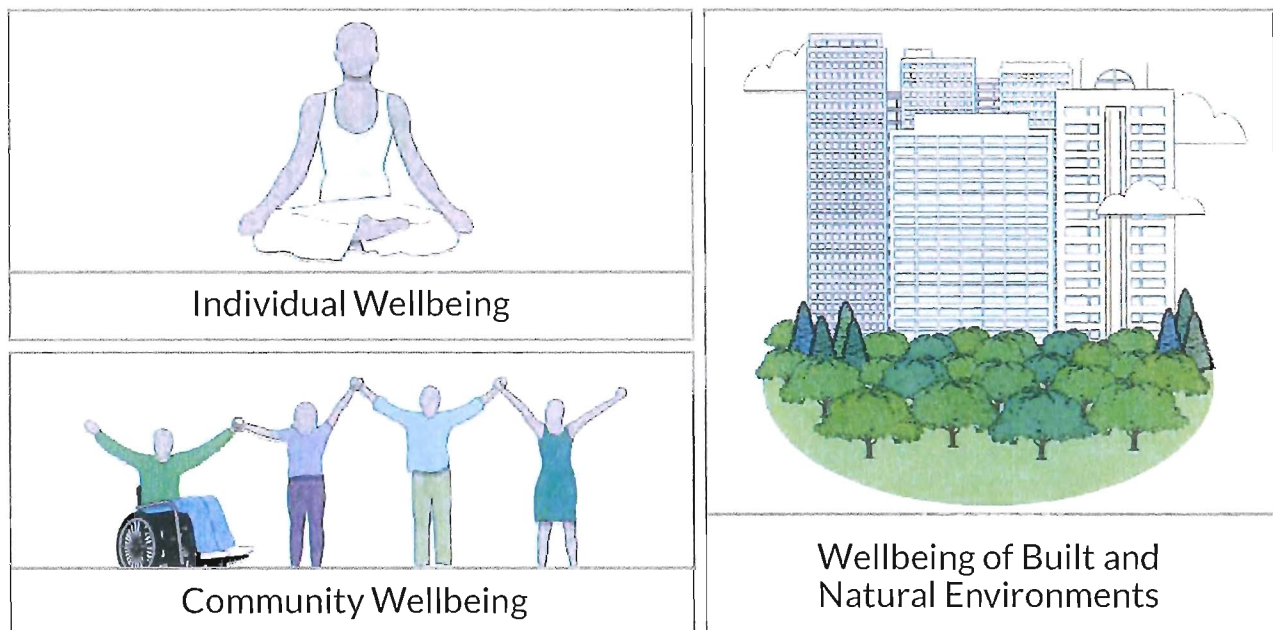 Individual Wellbeing
Community Wellbeing
Wellbeing of Built and
Natural Environments